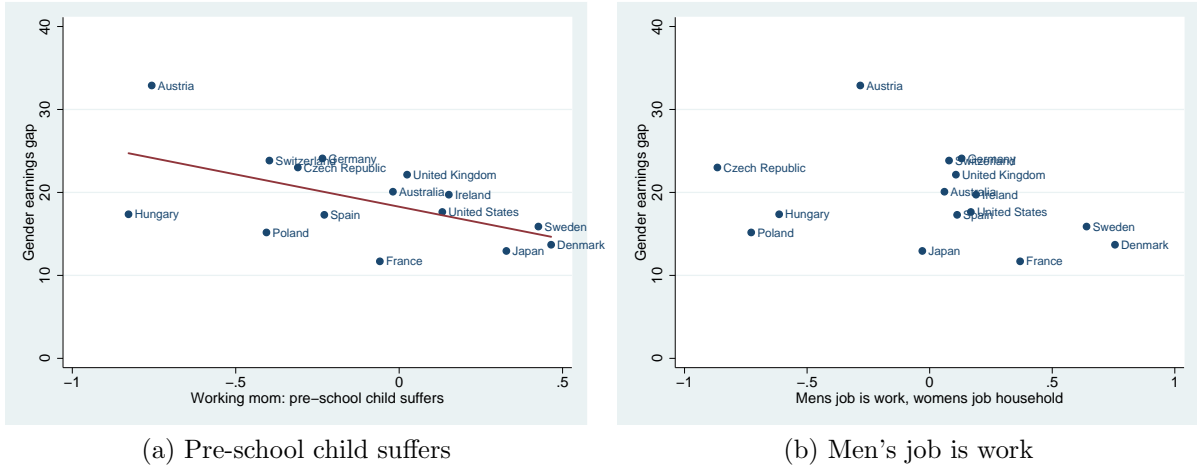 Gender earnings gap
40
30
20
10
0
Austria
Switzerland
Germany
Czech Republic
United Kingdom
Australia
Ireland
Hungary
Spain
United States
Poland
Sweden
Denmark
Japan
France
−1
−.5
0
.5
Working mom: pre−school child suffers
(a) Pre-school child suffers
Gender earnings gap
40
30
20
10
0
Austria
Germany
Switzerland
Czech Republic
United Kingdom
Australia
Ireland
Hungary
Spain
United States
Poland
Sweden
Denmark
Japan
France
−1
−.5
0
.5
1
Mens job is work, womens job household
(b) Men's job is work